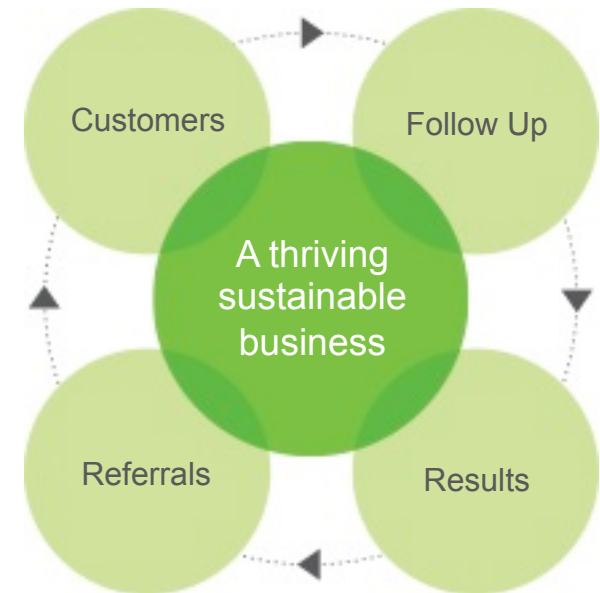 Customers
Follow Up
A thriving
sustainable
business
Referrals
Results